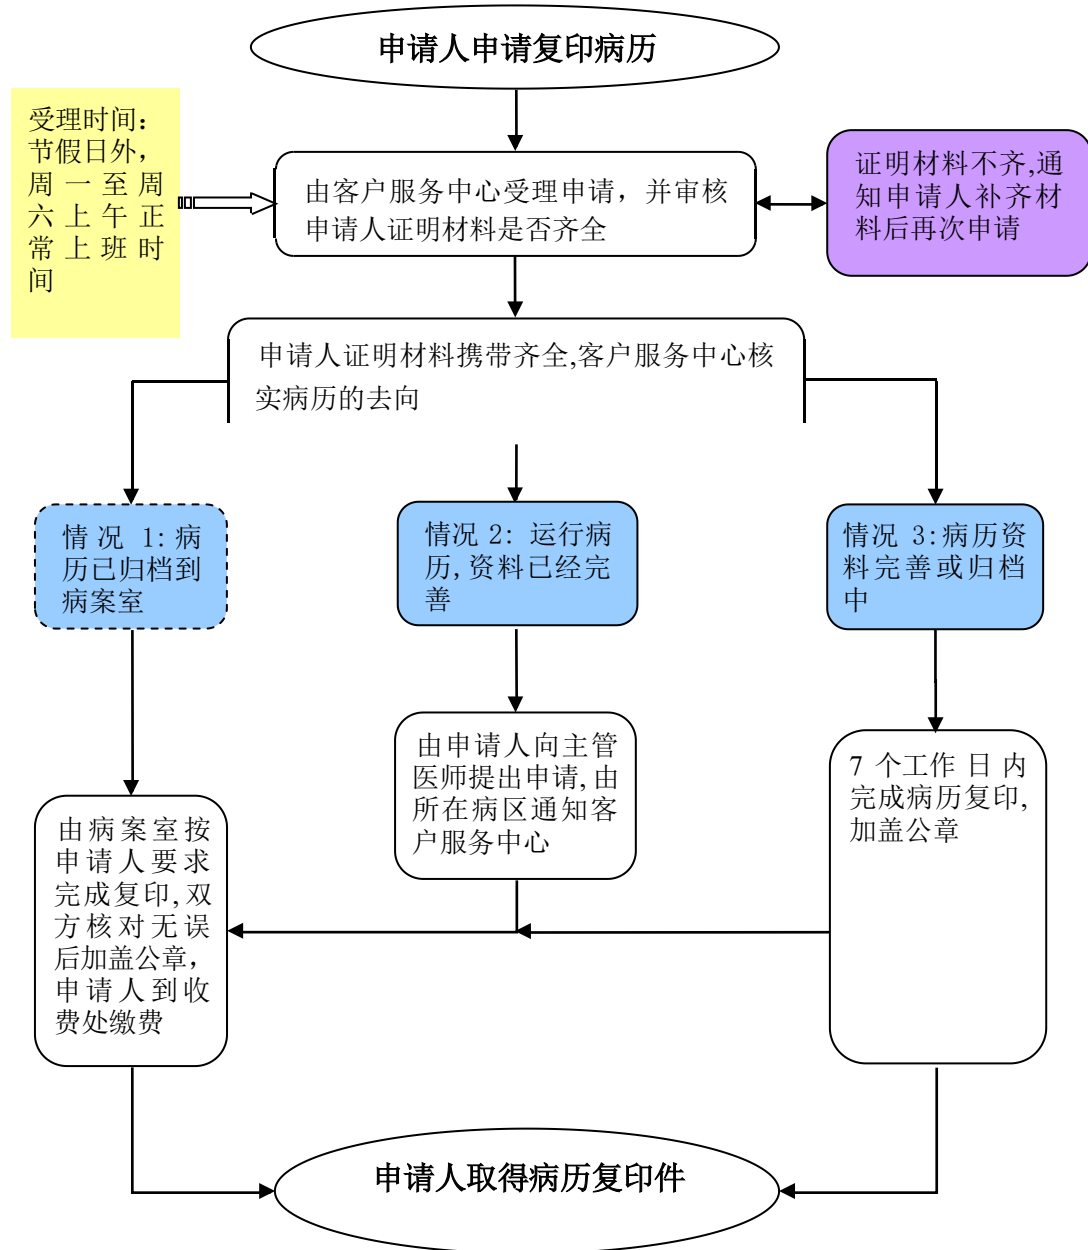 申请人申请复印病历
受理时间：
节假日外，
周一至周
六上午正
常上班时
间
由客户服务中心受理申请，并审核
申请人证明材料是否齐全
证明材料不齐,通
知申请人补齐材
料后再次申请
申请人证明材料携带齐全,客户服务中心核
实病历的去向
情况 1:病
历已归档到
病案室
情况 2: 运行病
历,资料已经完
善
情况 3:病历资
料完善或归档
中
由申请人向主管
医师提出申请,由
所在病区通知客
户服务中心
7 个工作日内
完成病历复印,
加盖公章
由病案室按
申请人要求
完成复印,双
方核对无误
后加盖公章，
申请人到收
费处缴费
申请人取得病历复印件